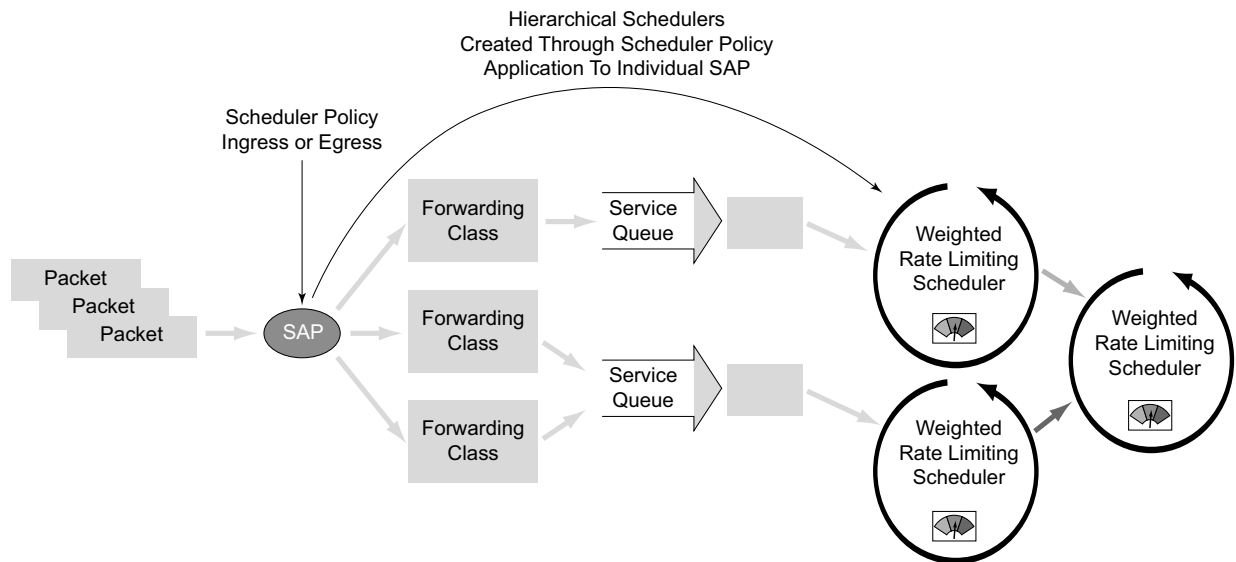 Hierarchical Schedulers
Created Through Scheduler Policy
Application To Individual SAP
Scheduler Policy
Ingress or Egress
Packet
Packet
Packet
SAP
Forwarding
Class
Forwarding
Class
Forwarding
Class
Service
Queue
Service
Queue
Weighted
Rate Limiting
Scheduler
Weighted
Rate Limiting
Scheduler
Weighted
Rate Limiting
Scheduler